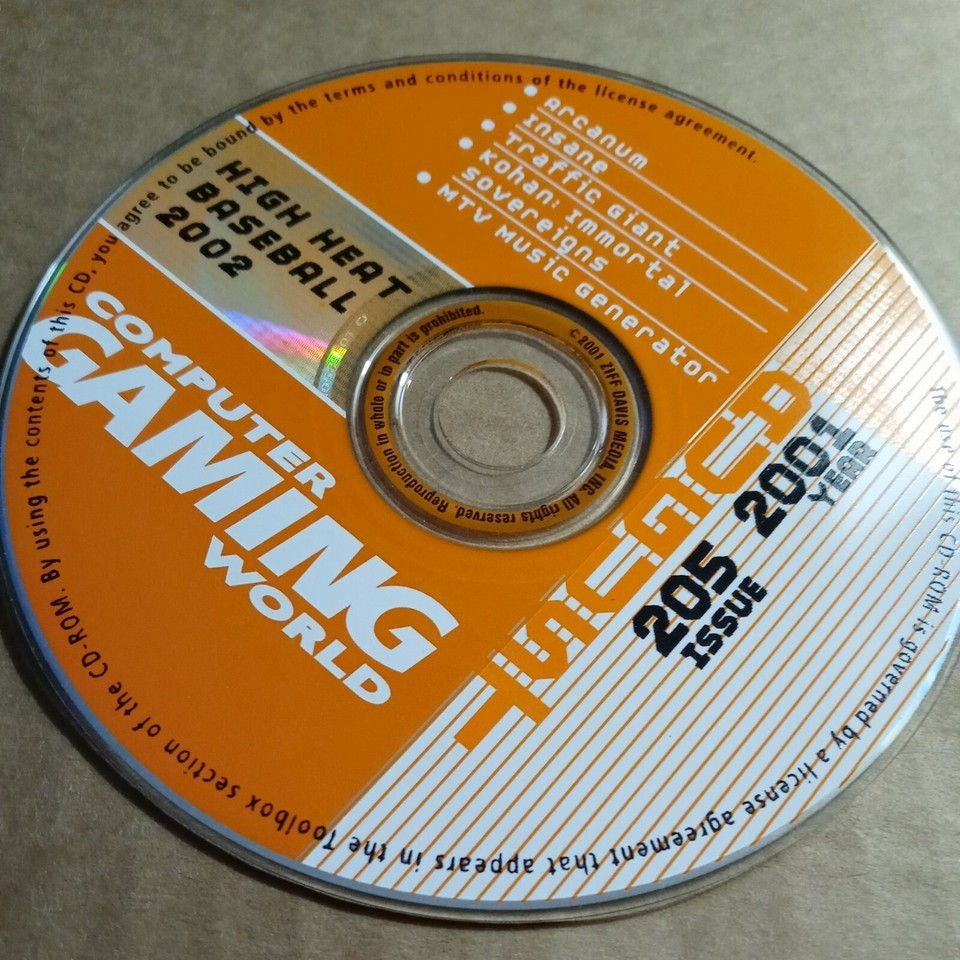 HIGH HEAT
BASEBALL
2002
Arcanum
Insane
Traffic Giant
Kohan: Immortal
Sovereigns
MTV Music Generator
COMPUTER
GAMING
WORLD
205 2001
ISSUE YEAR
The use of this CD-ROM is governed by a license agreement that appears in the Toolbox section of the CD-ROM. By using the contents of this CD, you agree to be bound by the terms and conditions of the license agreement.
© 2001 ZIFF DAVIS MEDIA, INC. All rights reserved. Reproduction in whole or in part is prohibited.